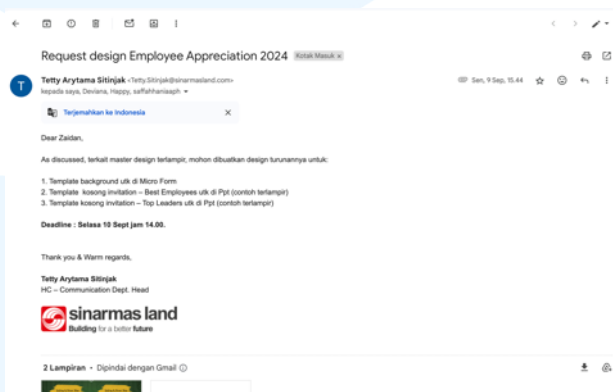 Request design Employee Appreciation 2024 Kotak Masuk x
T
Tetty Arytama Sitinjak <Tetty.Sitinjak@sinarmasland.com>
Sen, 9 Sep, 15.44
kepada saya, Deviana, Happy, saffahhaniaaph
Terjemahkan ke Indonesia
Dear Zaidan,
As discussed, terkait master design terlampir, mohon dibuatkan design turunannya untuk:
1. Template background utk di Micro Form
2. Template kosong invitation – Best Employees utk di Ppt (contoh terlampir)
3. Template kosong invitation – Top Leaders utk di Ppt (contoh terlampir)
Deadline : Selasa 10 Sept jam 14.00.
Thank you & Warm regards,
Tetty Arytama Sitinjak
HC – Communication Dept. Head
sinarmas land
Building for a better future
2 Lampiran • Dipindai dengan Gmail